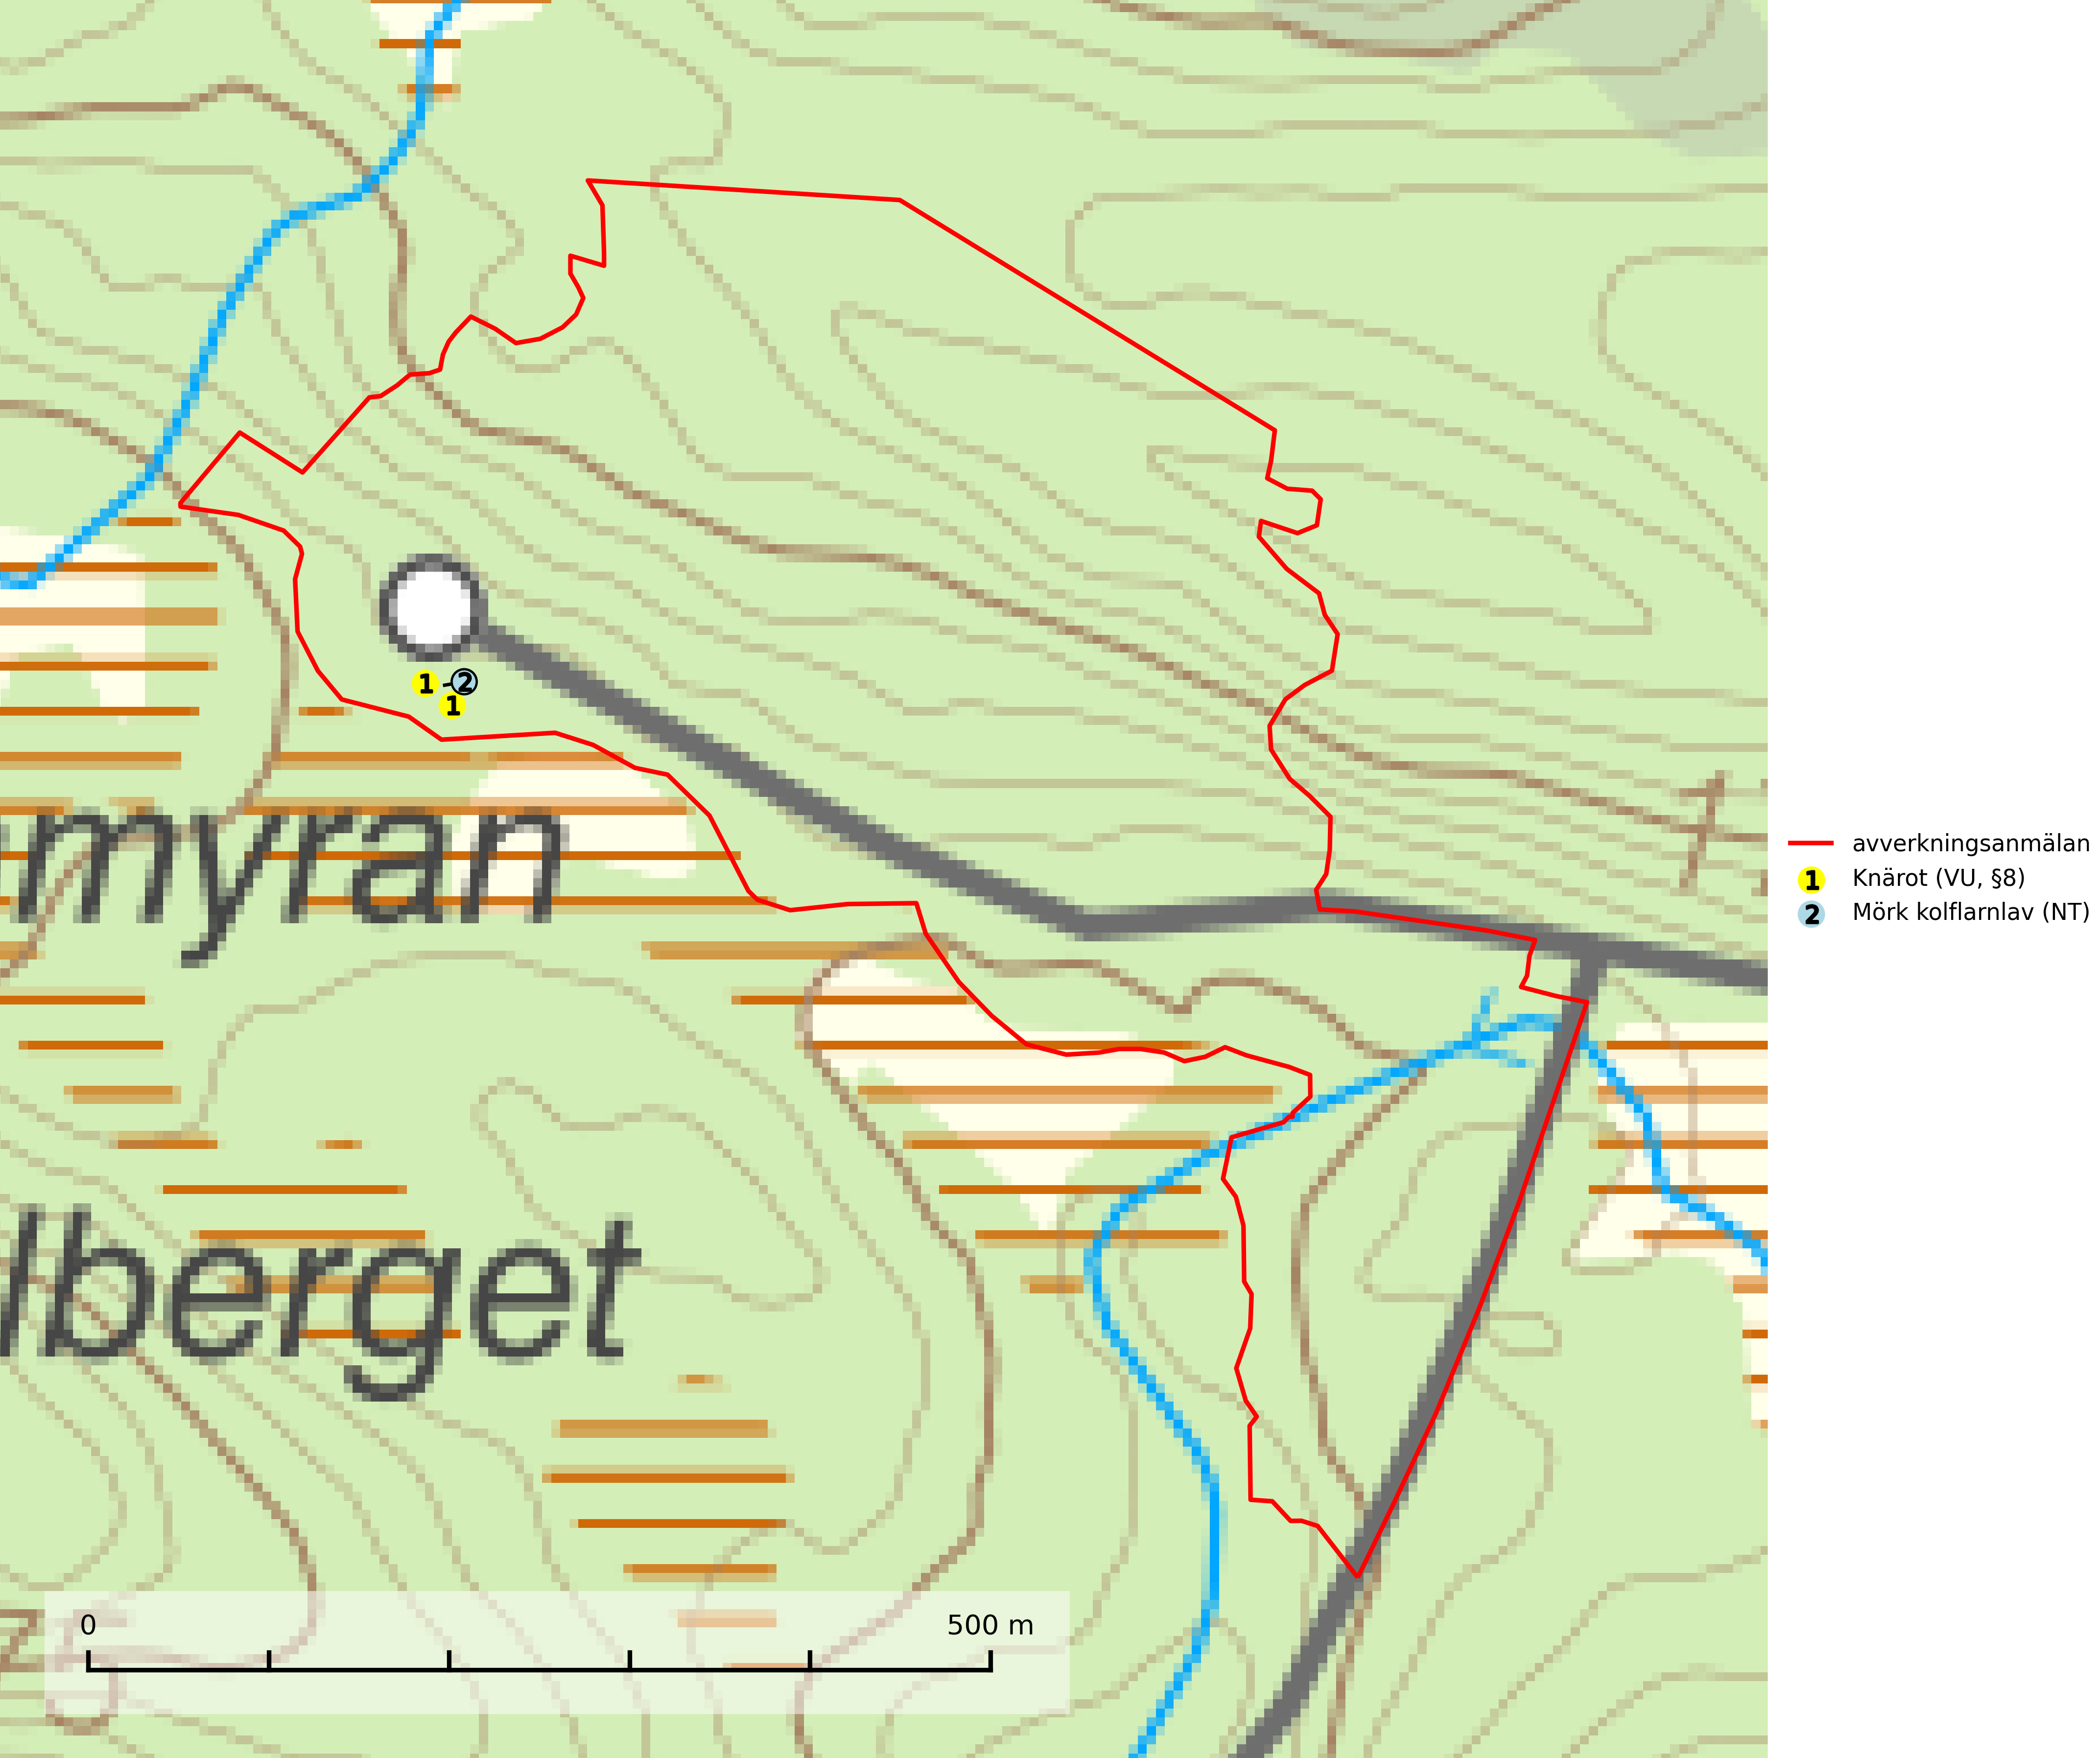 1
2
1
myran
lberget
0 500 m
avverkningsanmälan
1 Knärot (VU, §8)
2 Mörk kolflarnlav (NT)